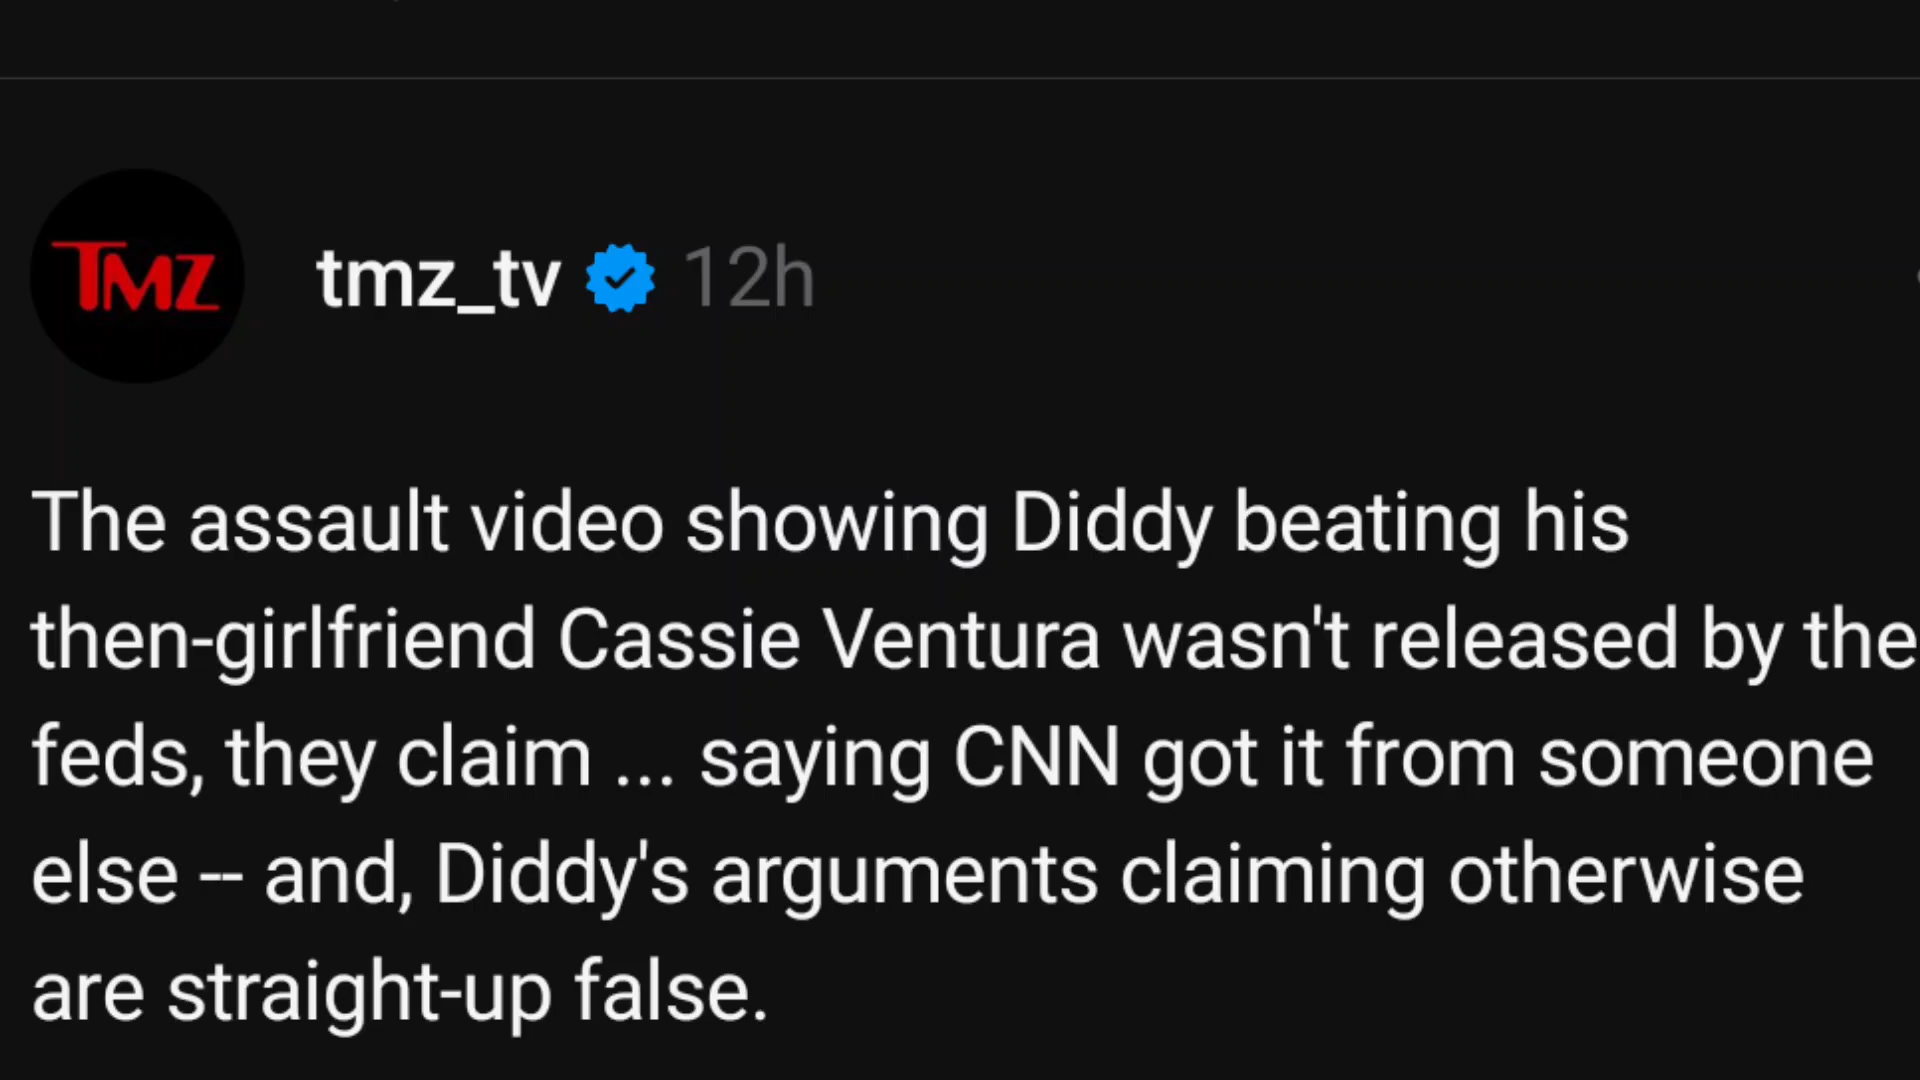 TMZ
tmz_tv 12h
The assault video showing Diddy beating his
then-girlfriend Cassie Ventura wasn't released by the
feds, they claim ... saying CNN got it from someone
else -- and, Diddy's arguments claiming otherwise
are straight-up false.